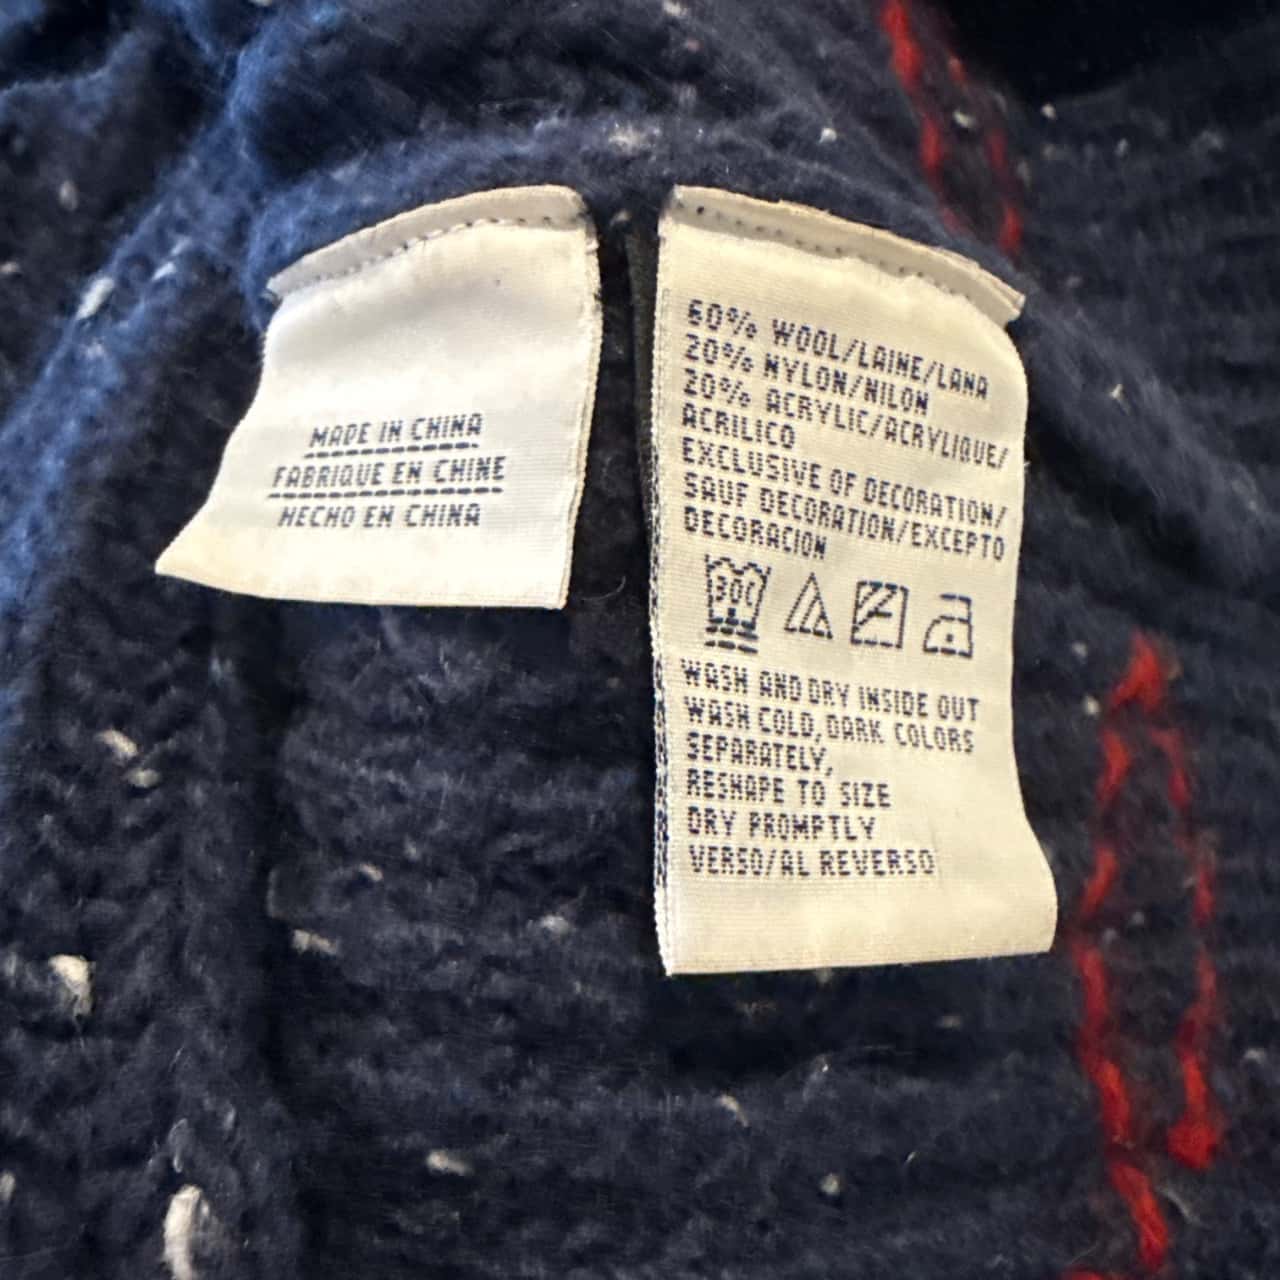 MADE IN CHINA
FABRIQUE EN CHINE
HECHO EN CHINA
60% WOOL/LAINE/LANA
20% NYLON/NILON
20% ACRYLIC/ACRYLIQUE/
ACRILICO
EXCLUSIVE OF DECORATION/
SAUF DECORATION/EXCEPTO
DECORACION
30C
WASH AND DRY INSIDE OUT
WASH COLD, DARK COLORS
SEPARATELY,
RESHAPE TO SIZE
DRY PROMPTLY
VERSO/AL REVERSO